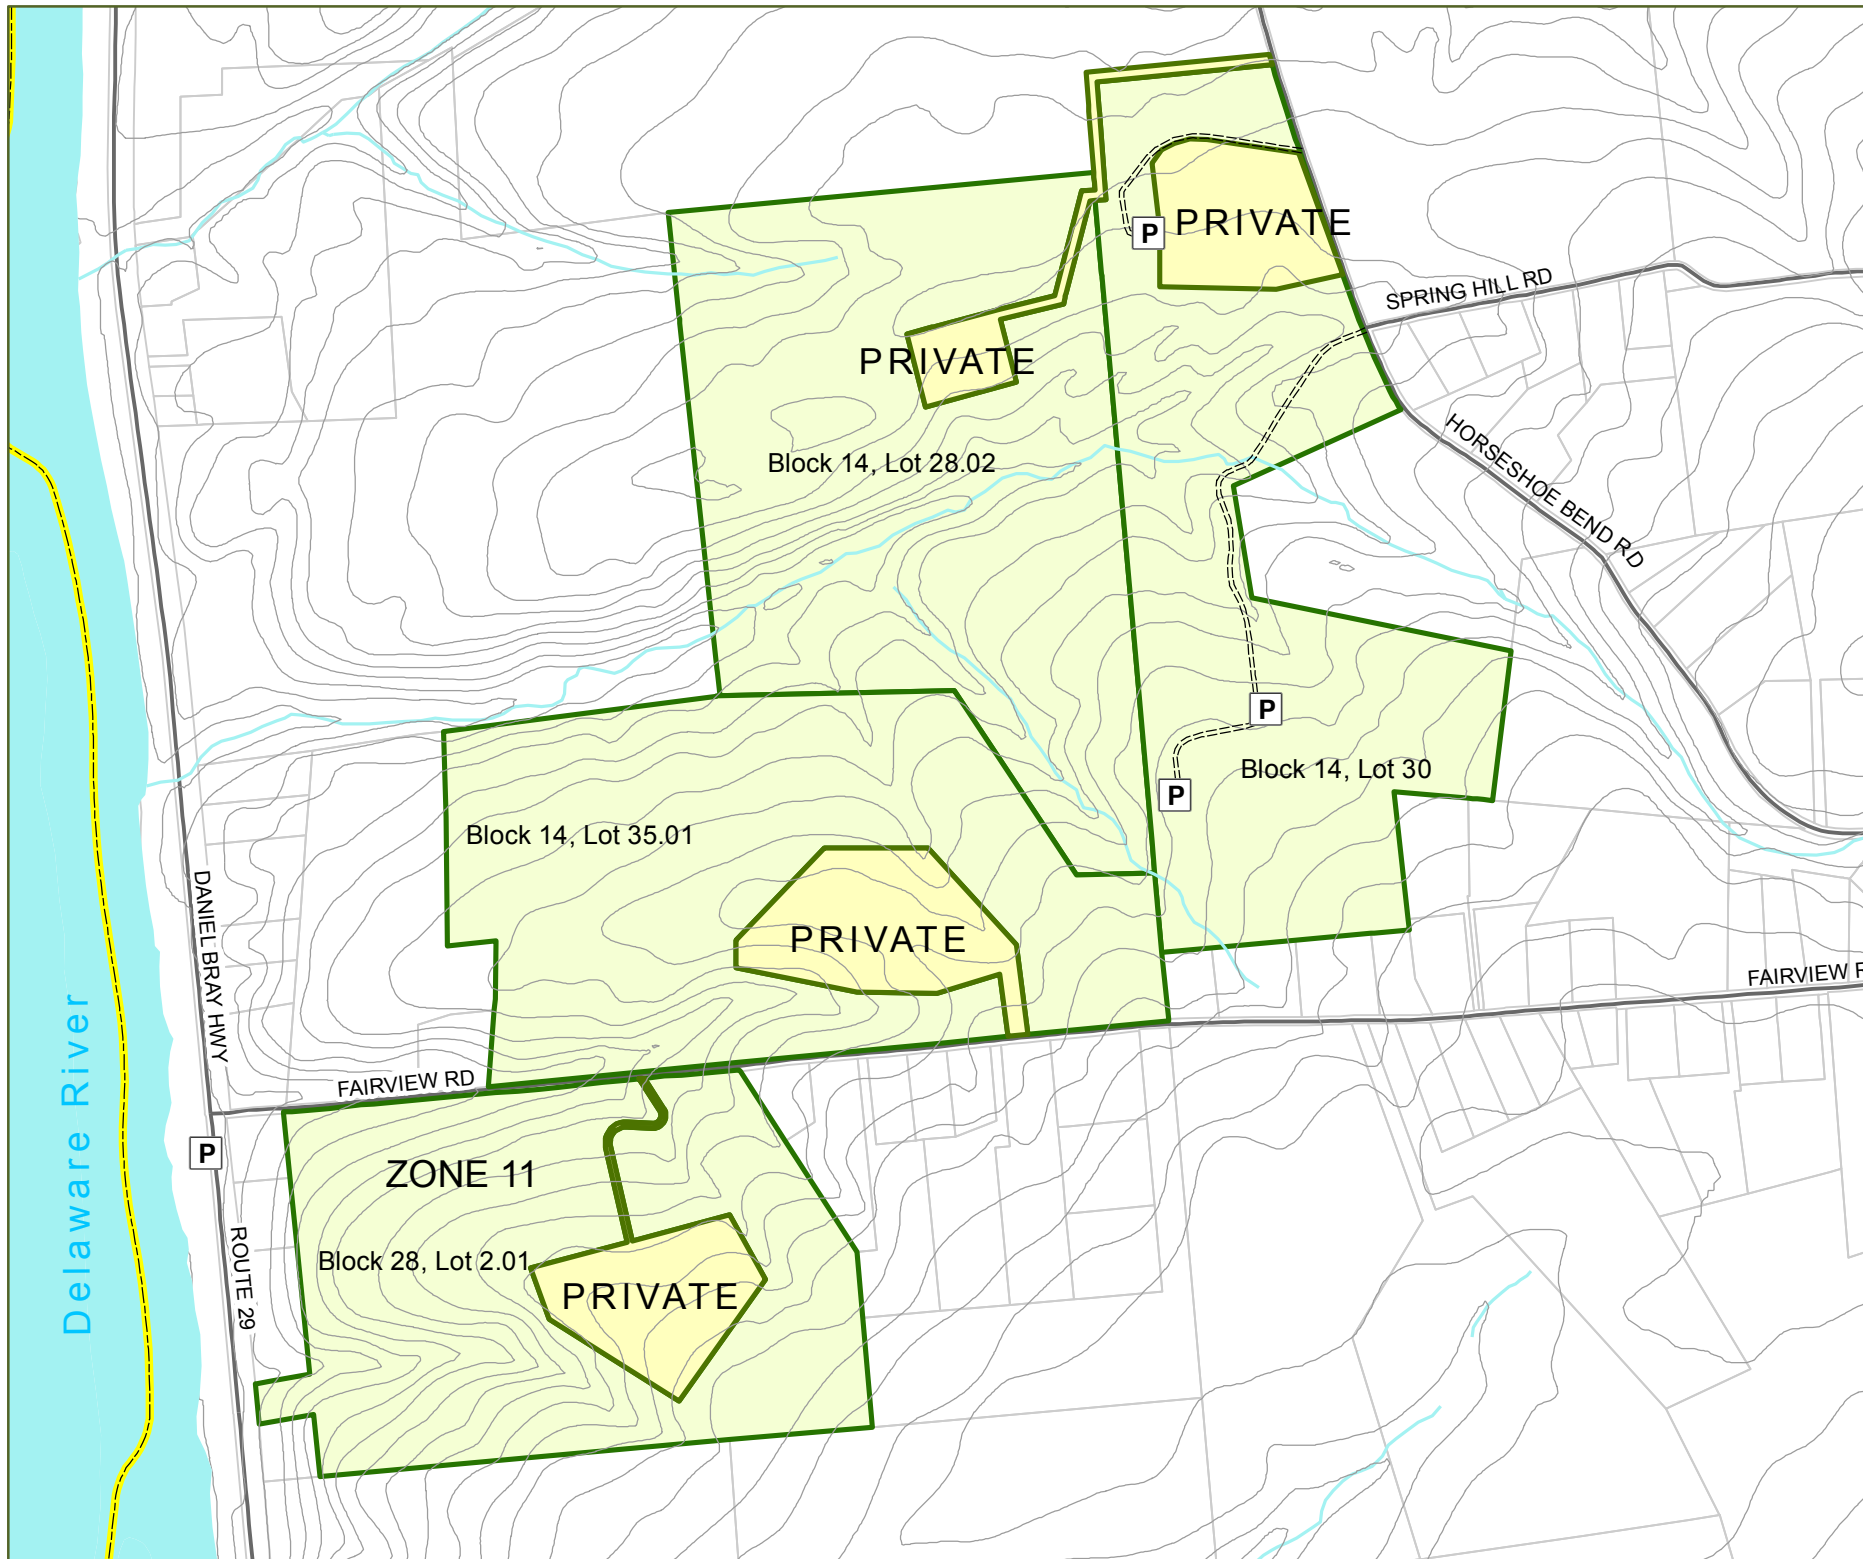 PRIVATE
P
SPRING HILL RD
PRIVATE
HORSESHOE BEND RD
Block 14, Lot 28.02
P
Block 14, Lot 30
P
Block 14, Lot 35.01
PRIVATE
DANIEL BRAY HWY
FAIRVIEW R
Delaware River
FAIRVIEW RD
P
ZONE 11
ROUTE 29
Block 28, Lot 2.01
PRIVATE